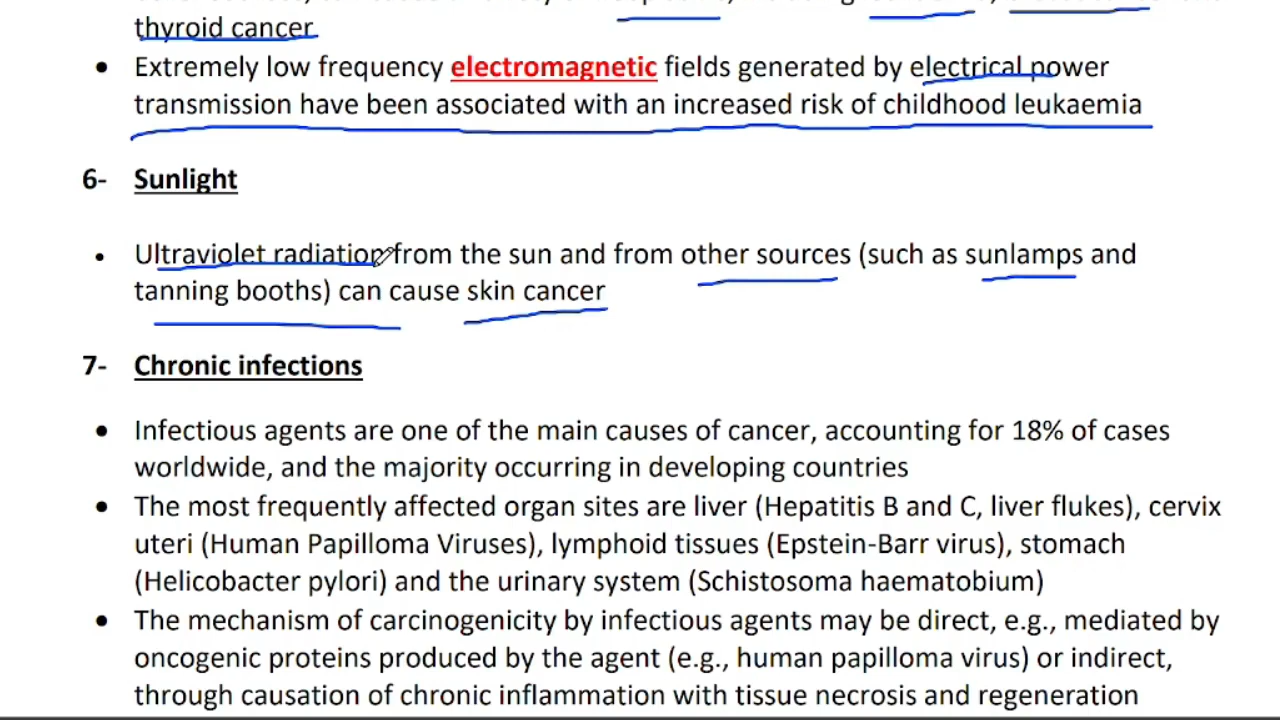 thyroid cancer
• Extremely low frequency electromagnetic fields generated by electrical power
transmission have been associated with an increased risk of childhood leukaemia
6- Sunlight
• Ultraviolet radiation from the sun and from other sources (such as sunlamps and
tanning booths) can cause skin cancer
7- Chronic infections
• Infectious agents are one of the main causes of cancer, accounting for 18% of cases
worldwide, and the majority occurring in developing countries
• The most frequently affected organ sites are liver (Hepatitis B and C, liver flukes), cervix
uteri (Human Papilloma Viruses), lymphoid tissues (Epstein-Barr virus), stomach
(Helicobacter pylori) and the urinary system (Schistosoma haematobium)
• The mechanism of carcinogenicity by infectious agents may be direct, e.g., mediated by
oncogenic proteins produced by the agent (e.g., human papilloma virus) or indirect,
through causation of chronic inflammation with tissue necrosis and regeneration